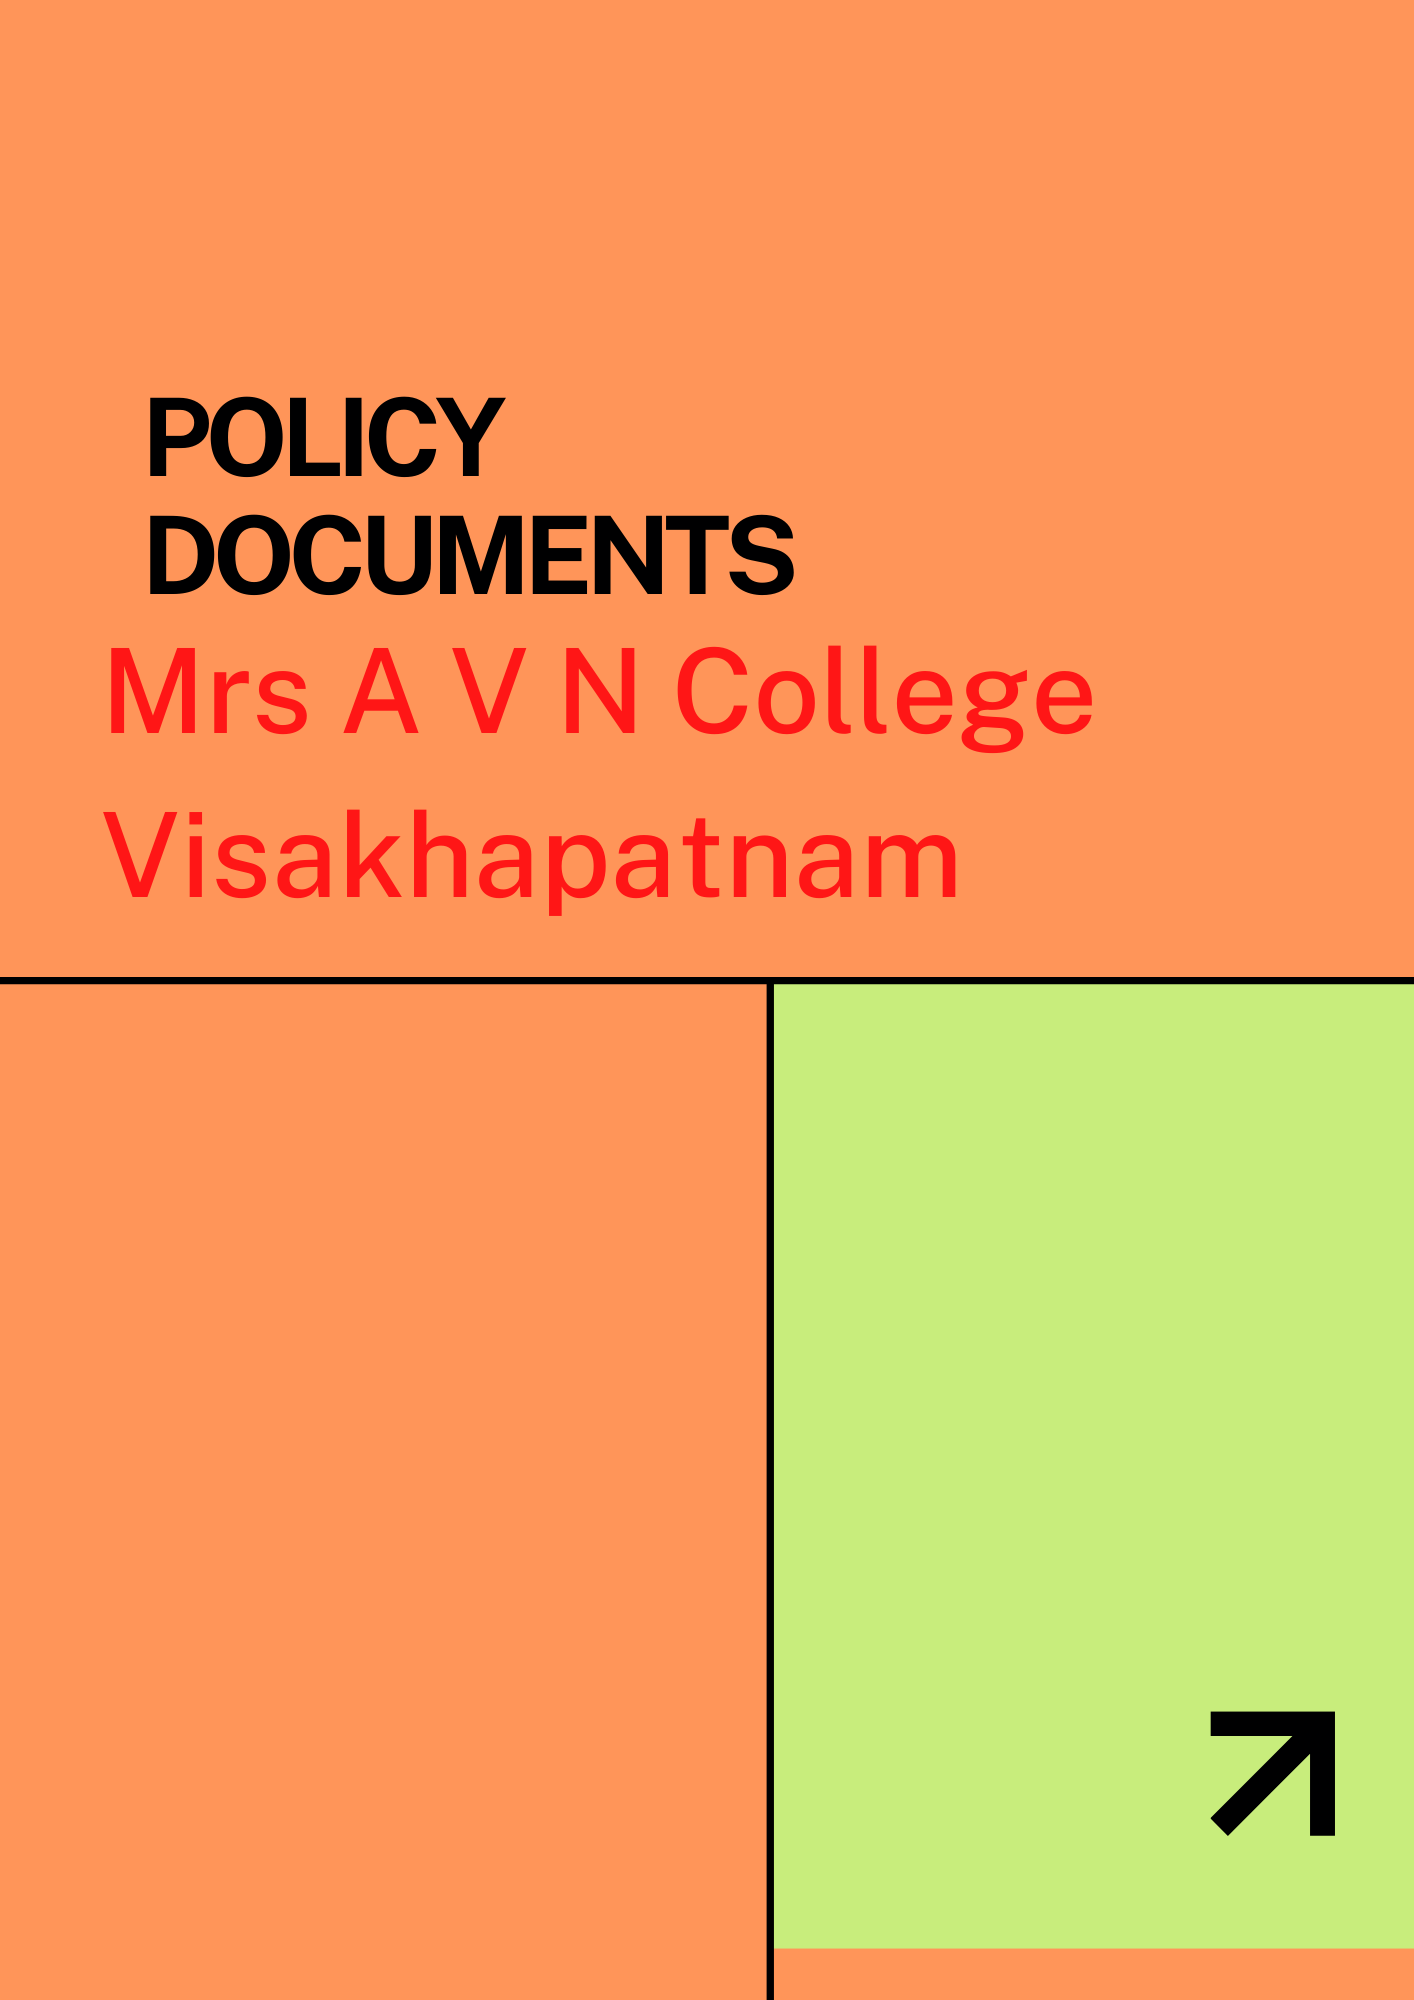 POLICY
DOCUMENTS
Mrs A V N College
Visakhapatnam